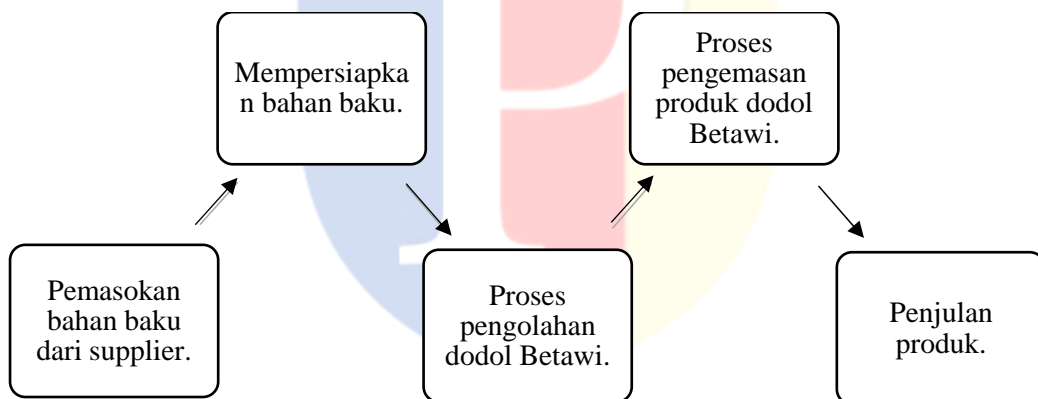 Pemasokan
bahan baku
dari supplier.
Mempersiapka
n bahan baku.
Proses
pengolahan
dodol Betawi.
Proses
pengemasan
produk dodol
Betawi.
Penjulan
produk.